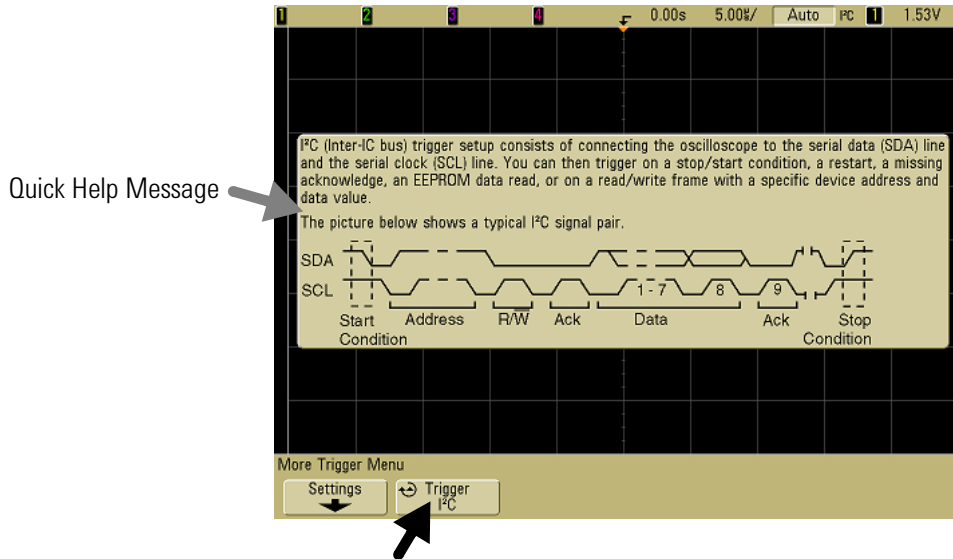 1 2 3 4 0.00s 5.00%/ Auto I²C 1 1.53V
I²C (Inter-IC bus) trigger setup consists of connecting the oscilloscope to the serial data (SDA) line
and the serial clock (SCL) line. You can then trigger on a stop/start condition, a restart, a missing
acknowledge, an EEPROM data read, or on a read/write frame with a specific device address and
data value.
Quick Help Message
The picture below shows a typical I²C signal pair.
SDA
SCL 1 - 7 8 9
Start Address R/W̅ Ack Data Ack Stop
Condition Condition
More Trigger Menu
Settings Trigger
I²C